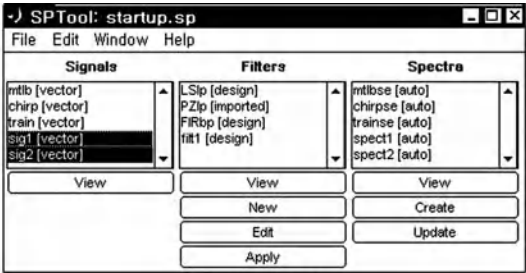 SPTool: startup.sp
File Edit Window Help
Signals
mtlb [vector]
chirp [vector]
train [vector]
sig1 [vector]
sig2 [vector]
View
Filters
LSlp [design]
PZlp [imported]
FIRbp [design]
filt1 [design]
View
New
Edit
Apply
Spectra
mtlbse [auto]
chirpse [auto]
trainse [auto]
spect1 [auto]
spect2 [auto]
View
Create
Update